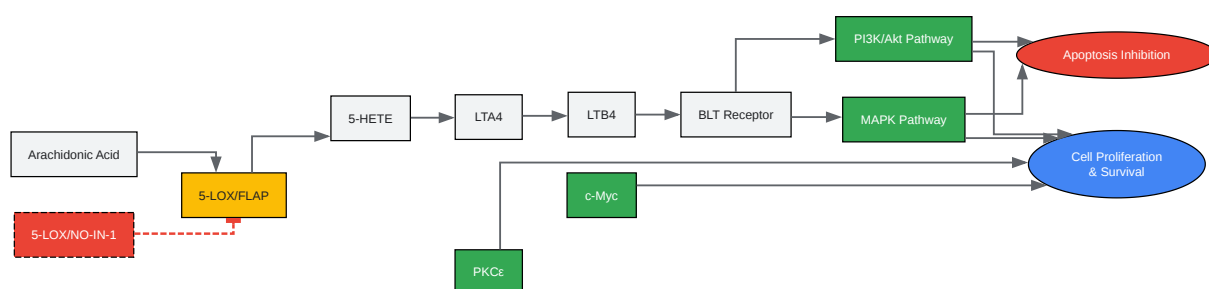 Arachidonic Acid
5-LOX/NO-IN-1
5-LOX/FLAP
5-HETE
LTA4
LTB4
BLT Receptor
PI3K/Akt Pathway
MAPK Pathway
c-Myc
PKCε
Apoptosis Inhibition
Cell Proliferation
& Survival